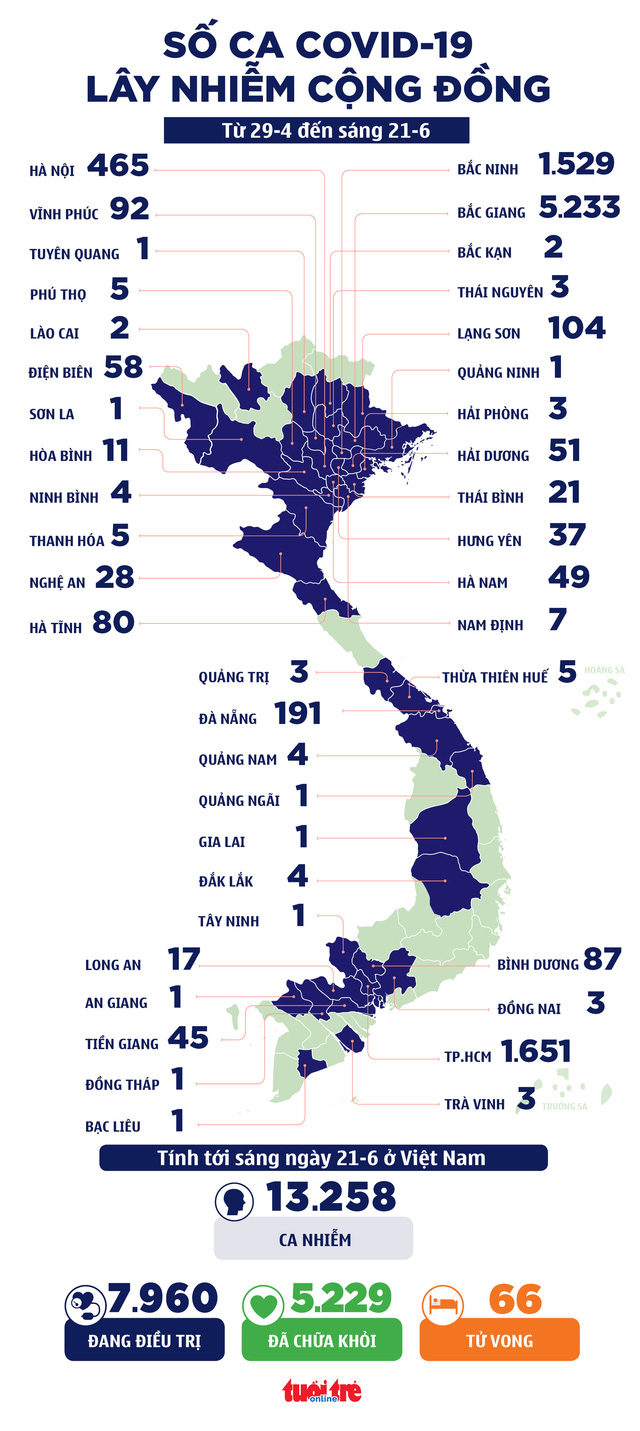 SỐ CA COVID-19
LÂY NHIỄM CỘNG ĐỒNG
Từ 29-4 đến sáng 21-6
HÀ NỘI 465
VĨNH PHÚC 92
TUYÊN QUANG 1
PHÚ THỌ 5
LÀO CAI 2
ĐIỆN BIÊN 58
SƠN LA 1
HÒA BÌNH 11
NINH BÌNH 4
THANH HÓA 5
NGHỆ AN 28
HÀ TĨNH 80
BẮC NINH 1.529
BẮC GIANG 5.233
BẮC KẠN 2
THÁI NGUYÊN 3
LẠNG SƠN 104
QUẢNG NINH 1
HẢI PHÒNG 3
HẢI DƯƠNG 51
THÁI BÌNH 21
HƯNG YÊN 37
HÀ NAM 49
NAM ĐỊNH 7
QUẢNG TRỊ 3
ĐÀ NẴNG 191
QUẢNG NAM 4
QUẢNG NGÃI 1
GIA LAI 1
ĐẮK LẮK 4
TÂY NINH 1
THỪA THIÊN HUẾ 5
HOÀNG SA
LONG AN 17
AN GIANG 1
TIỀN GIANG 45
ĐỒNG THÁP 1
BẠC LIÊU 1
BÌNH DƯƠNG 87
ĐỒNG NAI 3
TP.HCM 1.651
TRÀ VINH 3
TRƯỜNG SA
Tính tới sáng ngày 21-6 ở Việt Nam
13.258
CA NHIỄM
7.960
ĐANG ĐIỀU TRỊ
5.229
ĐÃ CHỮA KHỎI
66
TỬ VONG
tuổi trẻ
online